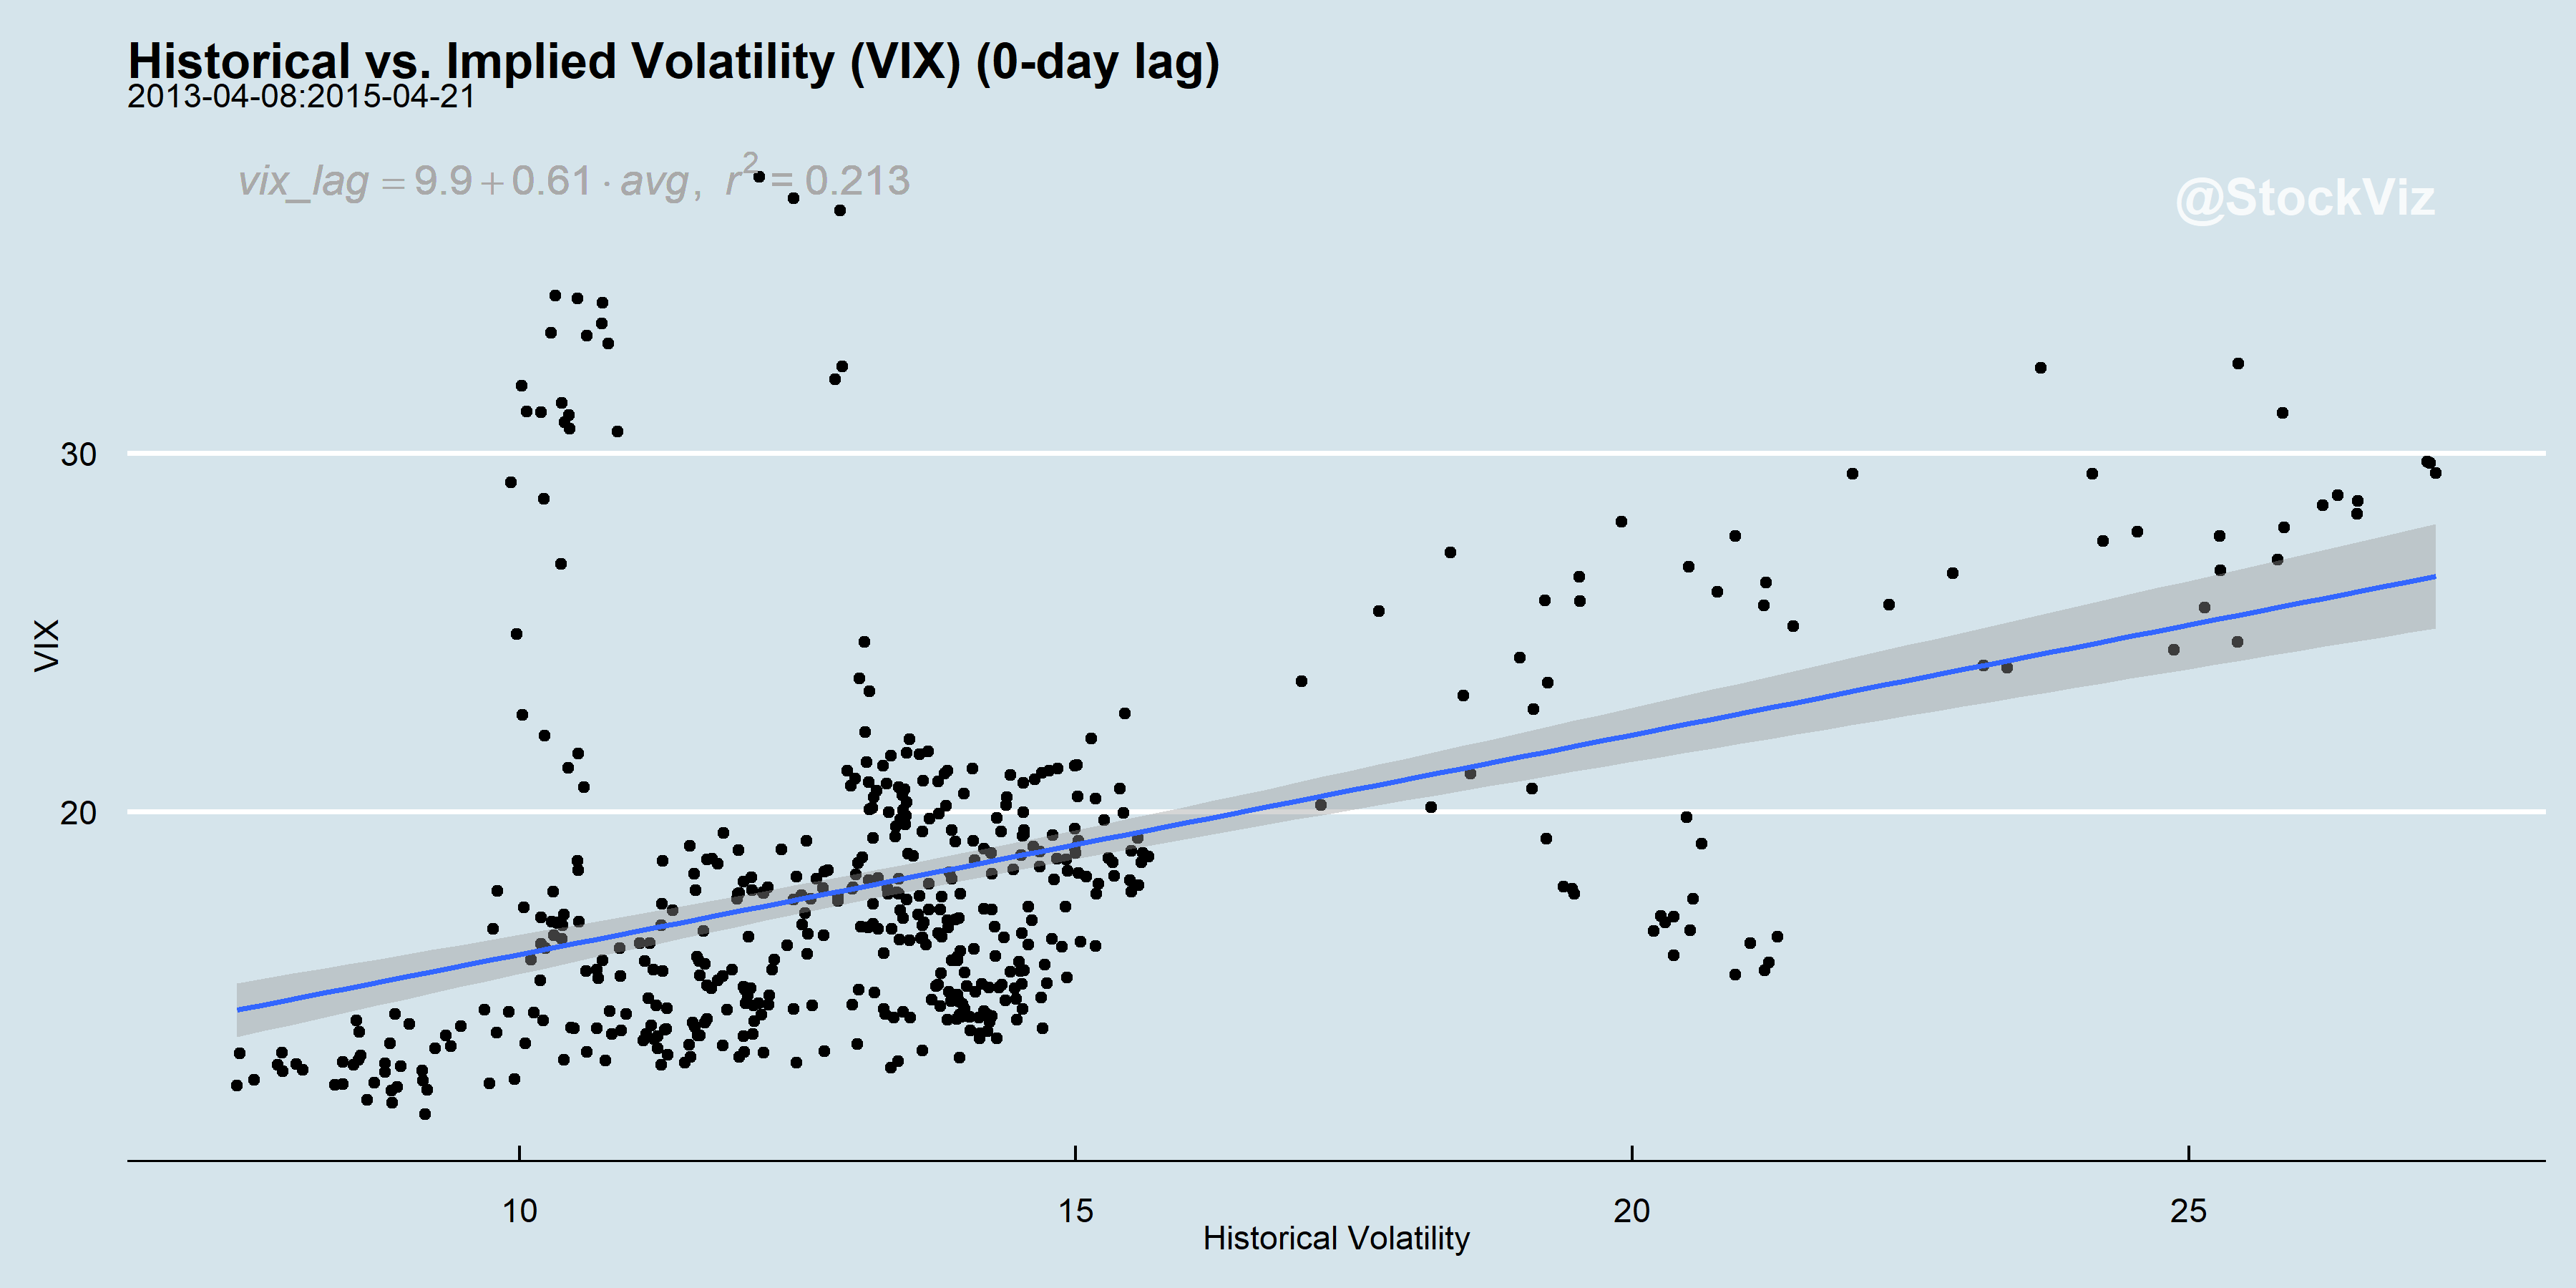 Historical vs. Implied Volatility (VIX) (0-day lag)
2013-04-08:2015-04-21
vix_lag = 9.9 + 0.61 · avg, r² = 0.213
@StockViz
30
20
VIX
10 15 20 25
Historical Volatility